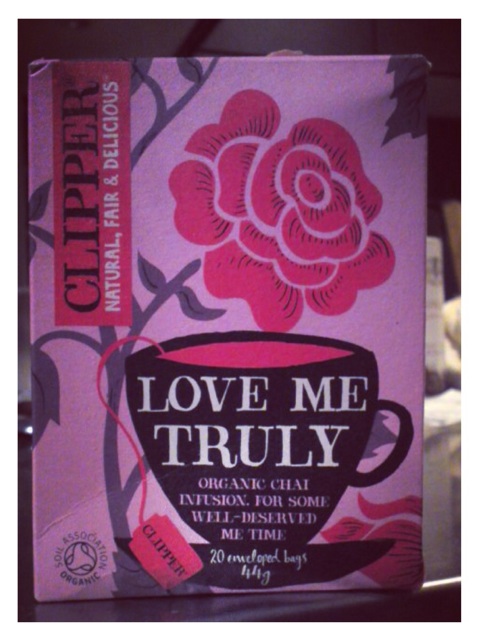 CLIPPER
NATURAL, FAIR & DELICIOUS
LOVE ME
TRULY
ORGANIC CHAI
INFUSION. FOR SOME
WELL-DESERVED
ME TIME
20 enveloped bags
44g
CLIPPER
SOIL ASSOCIATION
ORGANIC